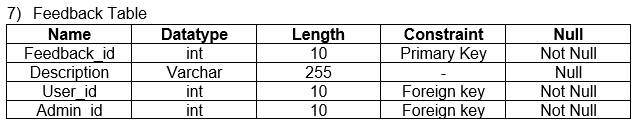 7) Feedback Table
Name Datatype Length Constraint Null
Feedback_id int 10 Primary Key Not Null
Description Varchar 255 - Null
User_id int 10 Foreign key Not Null
Admin_id int 10 Foreign key Not Null